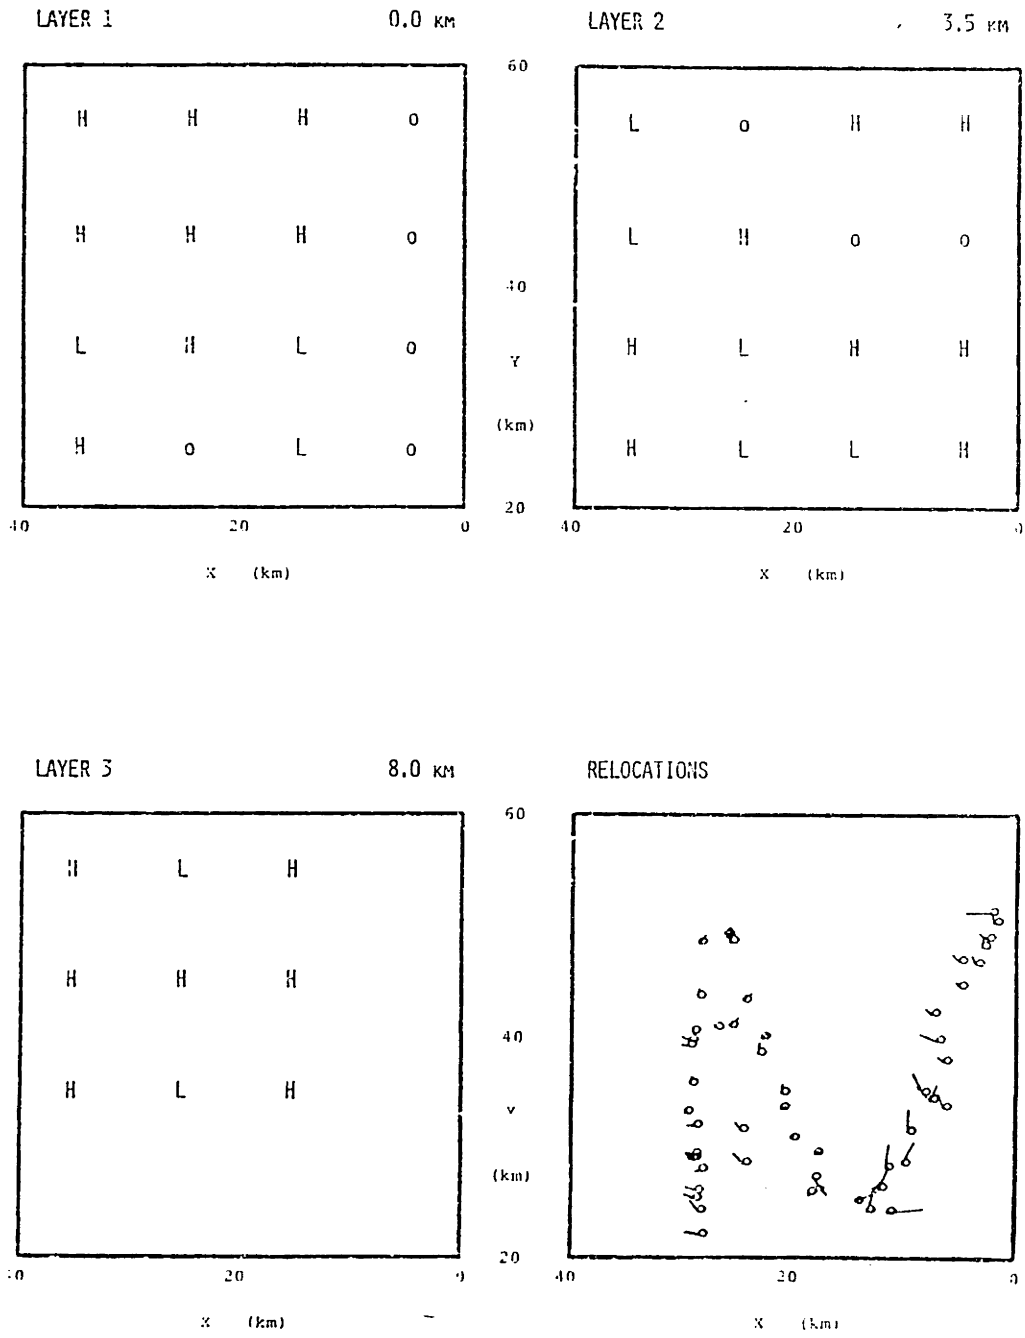 LAYER 1 0.0 KM
60
H H H o
H H H o
40
L H L o
Y
(km)
H o L o
20
40 20 0
X (km)
LAYER 2 3.5 KM
L o H H
L H o o
H L H H
H L L H
40 20 0
X (km)
LAYER 3 8.0 KM
60
H L H
H H H
40
H L H
(km)
20
20
X (km)
RELOCATIONS
40 20 0
X (km)